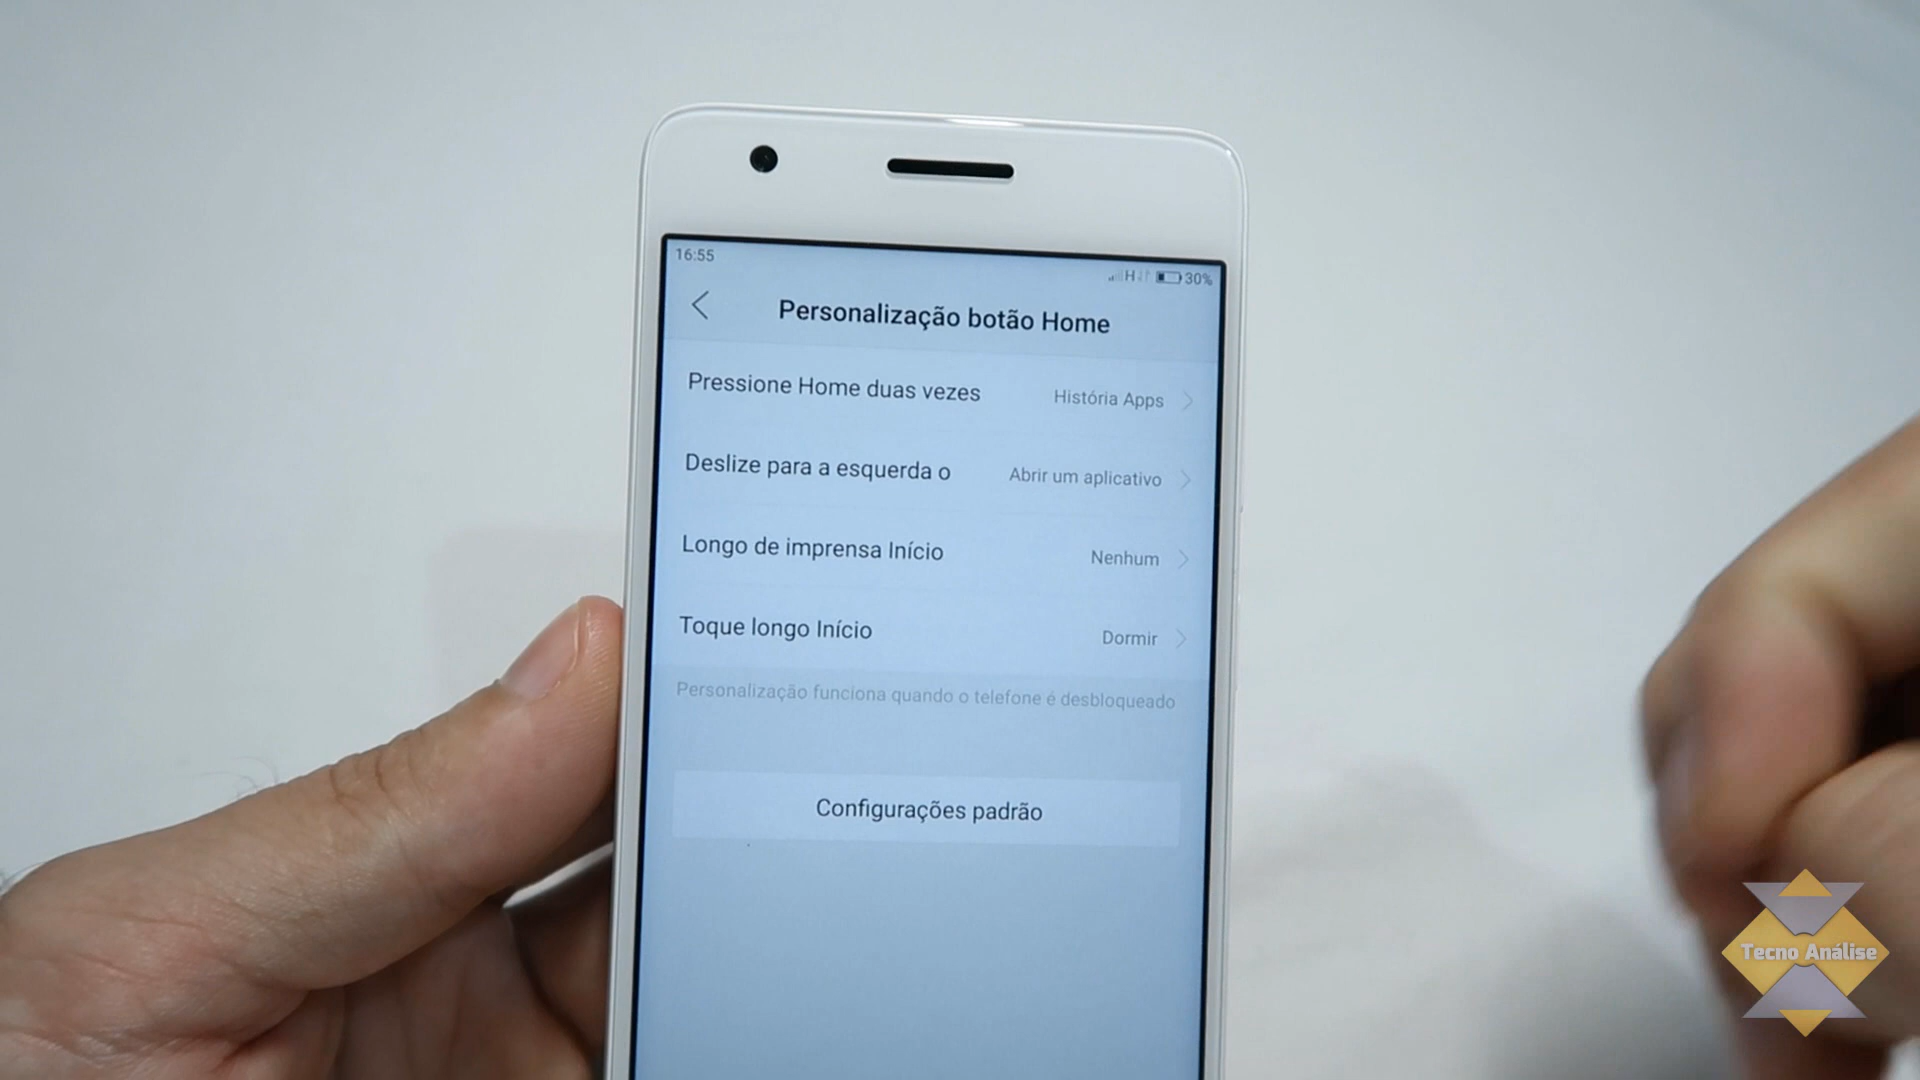 16:55
H 30%
Personalização botão Home
Pressione Home duas vezes História Apps
Deslize para a esquerda o Abrir um aplicativo
Longo de imprensa Início Nenhum
Toque longo Início Dormir
Personalização funciona quando o telefone é desbloqueado
Configurações padrão
Tecno Análise